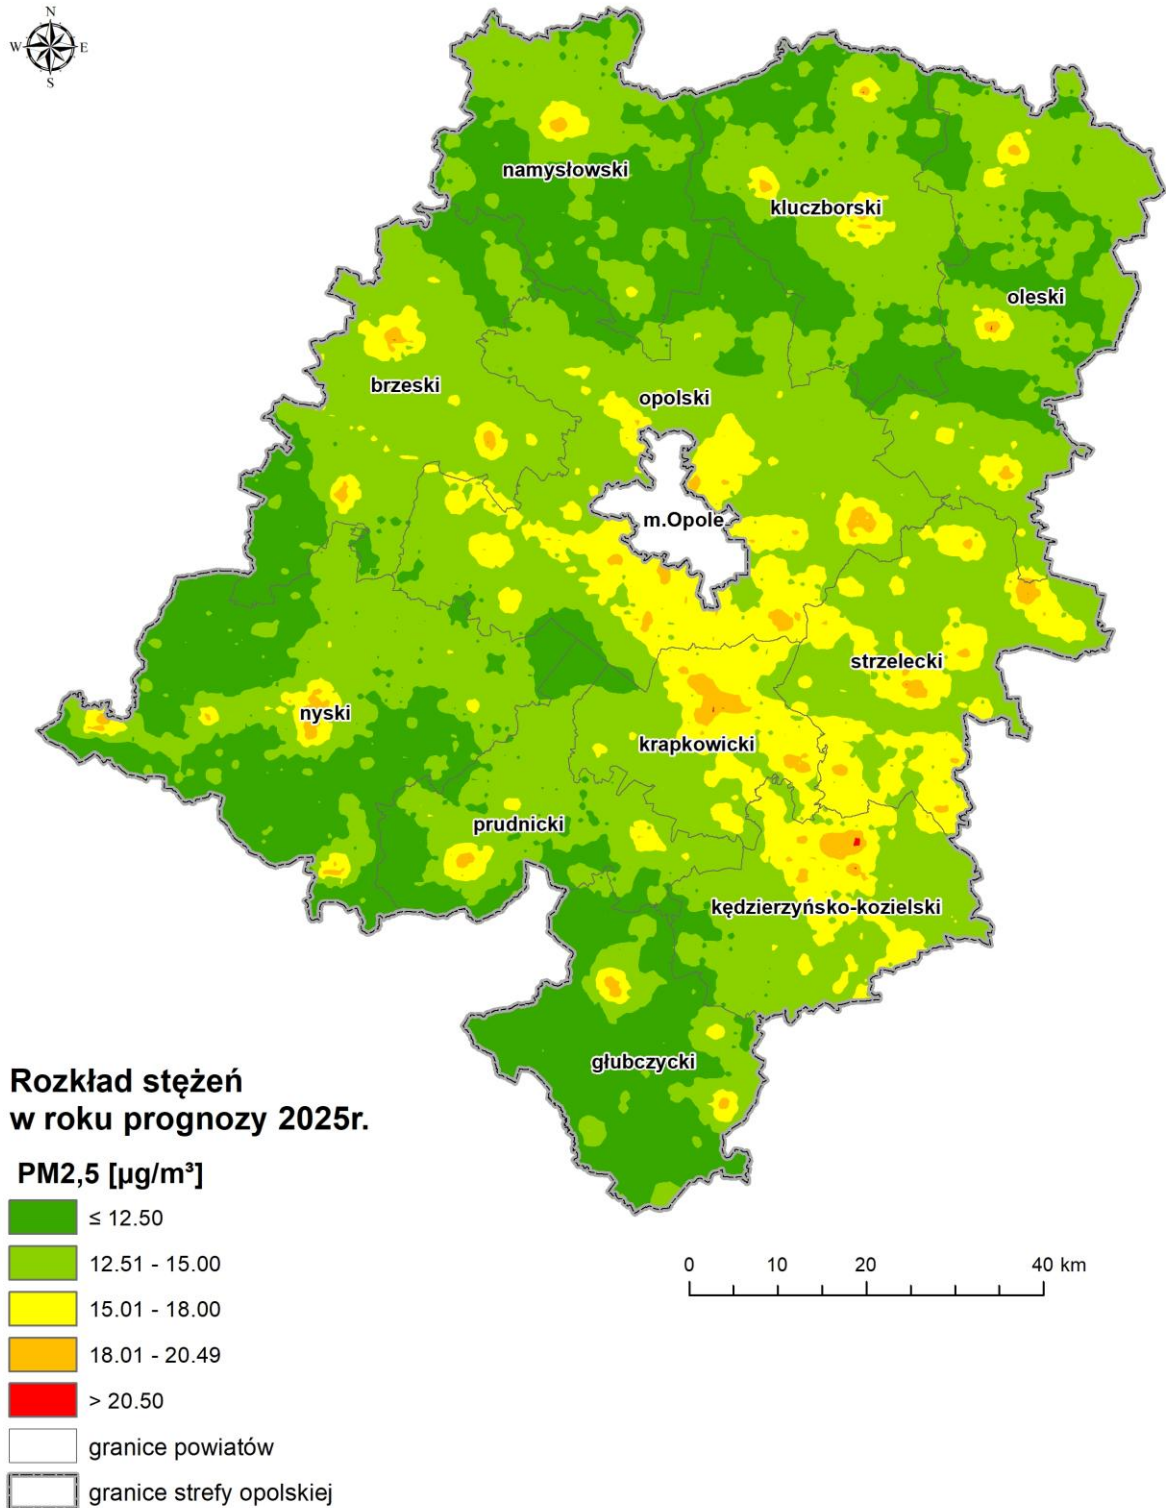 N
W E
S
namysłowski
kluczborski
oleski
brzeski
opolski
m.Opole
strzelecki
nyski
krapkowicki
prudnicki
kędzierzyńsko-kozielski
głubczycki
Rozkład stężeń
w roku prognozy 2025r.
PM2,5 [µg/m³]
≤ 12.50
12.51 - 15.00
15.01 - 18.00
18.01 - 20.49
> 20.50
granice powiatów
granice strefy opolskiej
0 10 20 40 km